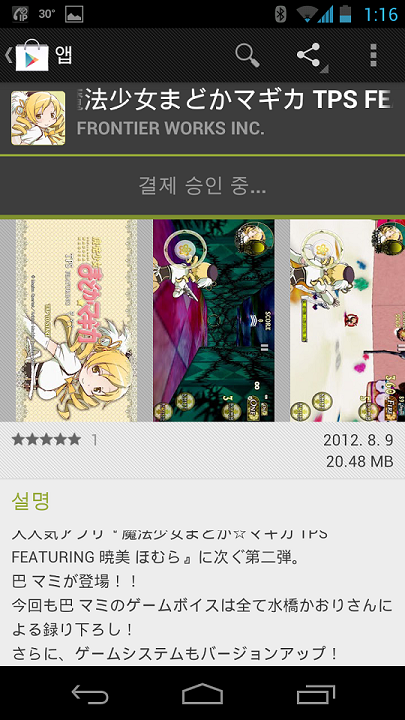 30° 1:16
앱
法少女まどかマギカ TPS FE
FRONTIER WORKS INC.
결제 승인 중...
SCORE
1 2012. 8. 9
20.48 MB
설명
大人気アプリ『魔法少女まどか☆マギカ TPS
FEATURING 暁美 ほむら』に次ぐ第二弾。
巴 マミが登場！！
今回も巴 マミのゲームボイスは全て水橋かおりさんに
よる録り下ろし！
さらに、ゲームシステムもバージョンアップ！